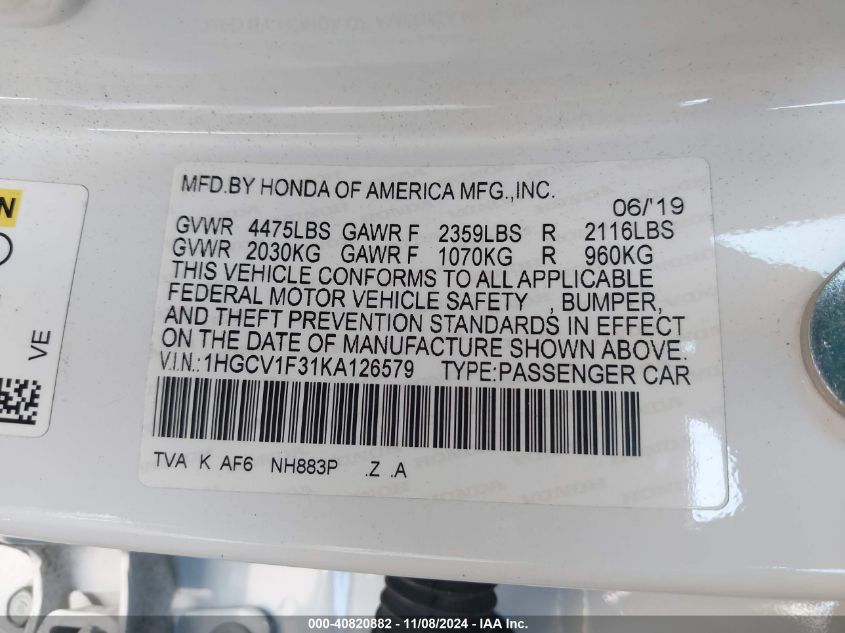 MFD.BY HONDA OF AMERICA MFG.,INC.
06/'19
GVWR 4475LBS GAWR F 2359LBS R 2116LBS
GVWR 2030KG GAWR F 1070KG R 960KG
THIS VEHICLE CONFORMS TO ALL APPLICABLE
FEDERAL MOTOR VEHICLE SAFETY , BUMPER,
AND THEFT PREVENTION STANDARDS IN EFFECT
ON THE DATE OF MANUFACTURE SHOWN ABOVE.
V.I.N.:1HGCV1F31KA126579 TYPE:PASSENGER CAR
TVA K AF6 NH883P .Z .A
VE
000-40820882 - 11/08/2024 - IAA Inc.